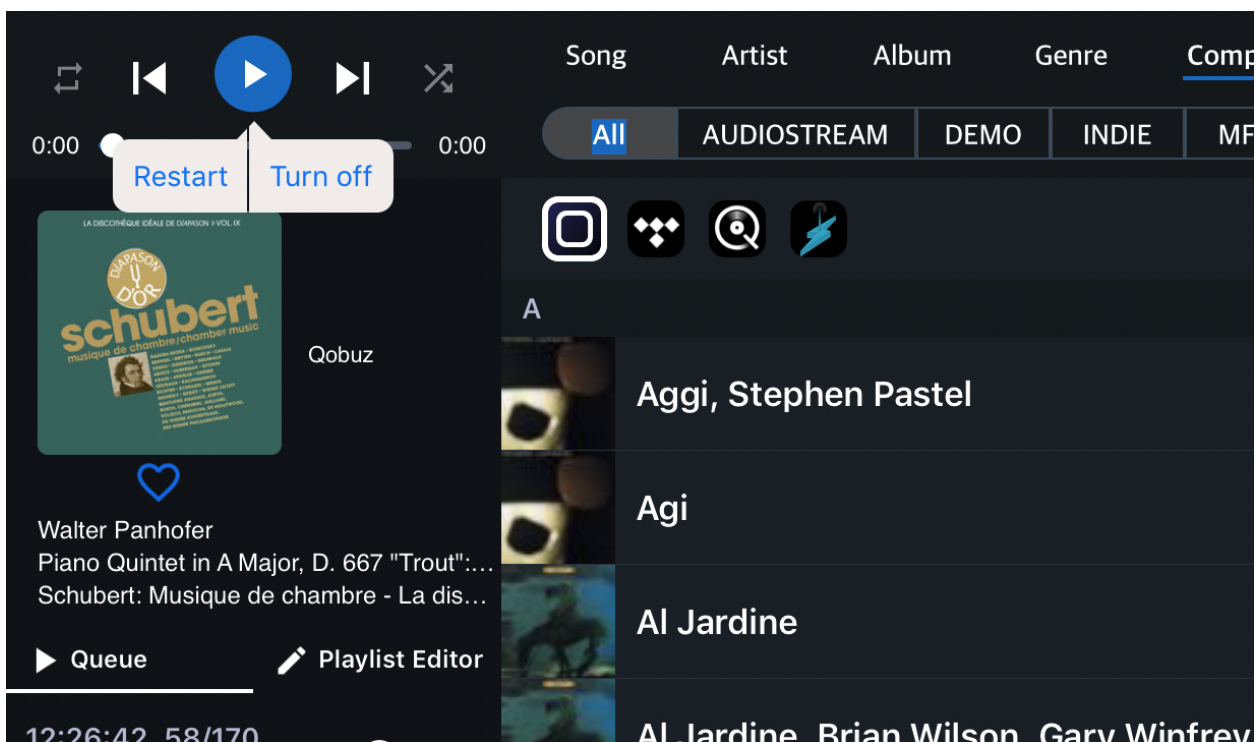 Song Artist Album Genre Comp
0:00 0:00
Restart Turn off
All AUDIOSTREAM DEMO INDIE MF
LA DISCOTHÈQUE IDÉALE DE DIAPASON > VOL. IX
DIAPASON
D'OR
schubert
musique de chambre/chamber music
Qobuz
Walter Panhofer
Piano Quintet in A Major, D. 667 "Trout":...
Schubert: Musique de chambre - La dis...
Queue Playlist Editor
12:26:42 58/170
A
Aggi, Stephen Pastel
Agi
Al Jardine
Al Jardine, Brian Wilson, Gary Winfrey